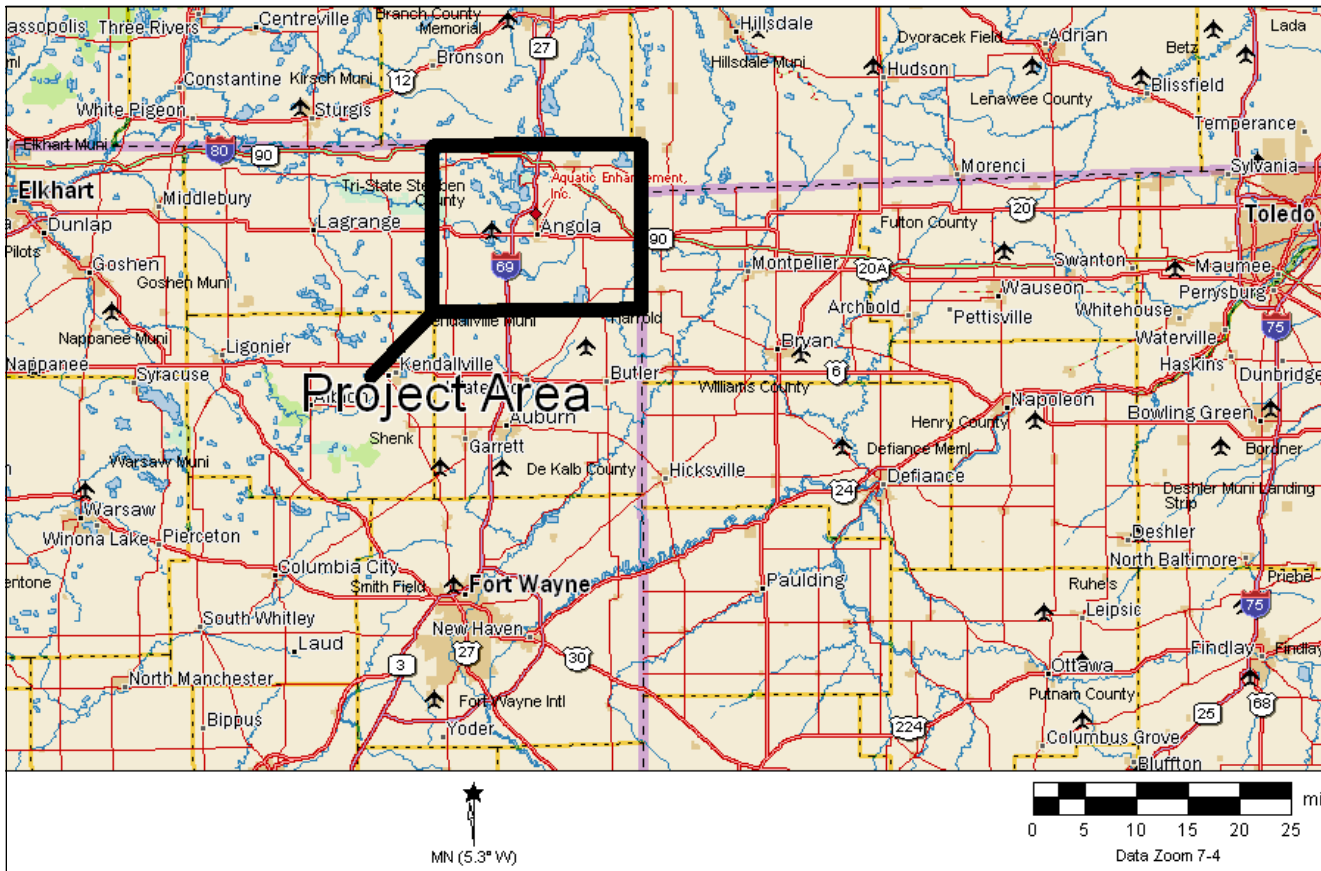 assopolis
Three Rivers
Centreville
Branch County
Memorial
27
Hillsdale
Dvoracek Field
Adrian
Betz
Lada
Bronson
Hillsdale Muni
Hudson
Constantine
Kirsch Muni
12
Blissfield
Lenawee County
White Pigeon
Sturgis
Temperance
Elkhart Muni
80
90
Morenci
Sylvania
Elkhart
Tri-State Steuben
County
Aquatic Enhancement,
Inc.
Middlebury
Fulton County
20
Toledo
Dunlap
Lagrange
Angola
90
Pilots
69
Montpelier
20A
Swanton
Maumee
Goshen
Goshen Muni
Wauseon
Perrysburg
Archbold
Pettisville
Whitehouse
75
Nappanee Muni
Waterville
Ligonier
Bryan
Haskins
Nappanee
Kendallville
6
Dunbridge
Syracuse
Butler
Williams County
Project Area
Napoleon
Bowling Green
Auburn
Henry County
Shenk
Garrett
Defiance Meml
Bordner
Warsaw Muni
De Kalb County
Hicksville
Defiance
24
Deshler Muni Landing
Strip
Warsaw
Winona Lake
Pierceton
Deshler
North Baltimore
Columbia City
Smith Field
Fort Wayne
Paulding
Ruhe's
Priebe
Leipsic
75
South Whitley
New Haven
Laud
3
27
30
Findlay
Findlay
Ottawa
North Manchester
Putnam County
Fort Wayne Intl
Bippus
Yoder
224
25
68
Columbus Grove
Bluffton
MN (5.3° W)
mi
0 5 10 15 20 25
Data Zoom 7-4